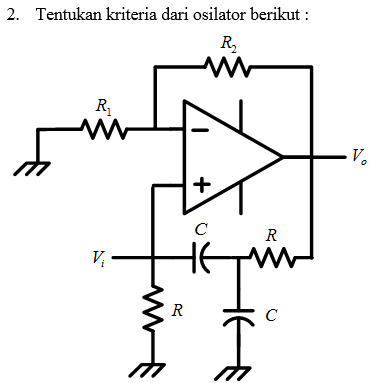 2. Tentukan kriteria dari osilator berikut :
R₂
R₁
−
Vₒ
+
C
R
Vᵢ
R
C